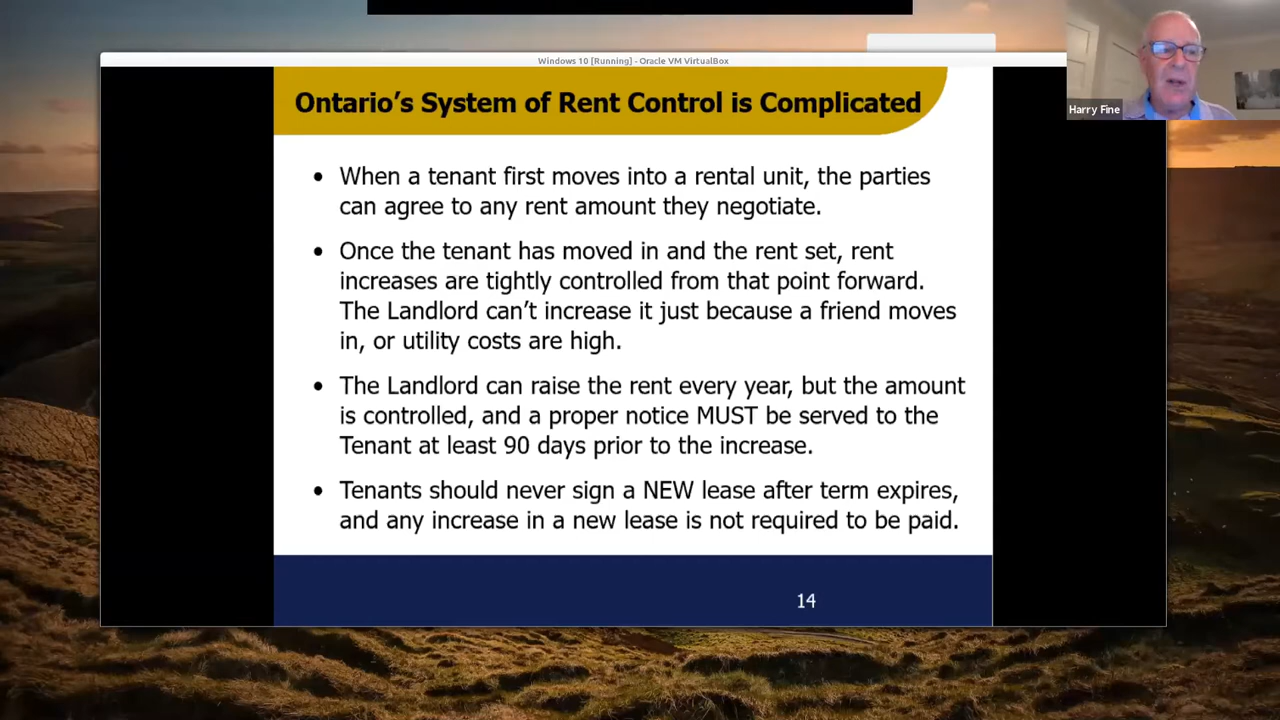 Windows 10 [Running] - Oracle VM VirtualBox
Harry Fine
Ontario's System of Rent Control is Complicated
• When a tenant first moves into a rental unit, the parties
can agree to any rent amount they negotiate.
• Once the tenant has moved in and the rent set, rent
increases are tightly controlled from that point forward.
The Landlord can't increase it just because a friend moves
in, or utility costs are high.
• The Landlord can raise the rent every year, but the amount
is controlled, and a proper notice MUST be served to the
Tenant at least 90 days prior to the increase.
• Tenants should never sign a NEW lease after term expires,
and any increase in a new lease is not required to be paid.
14